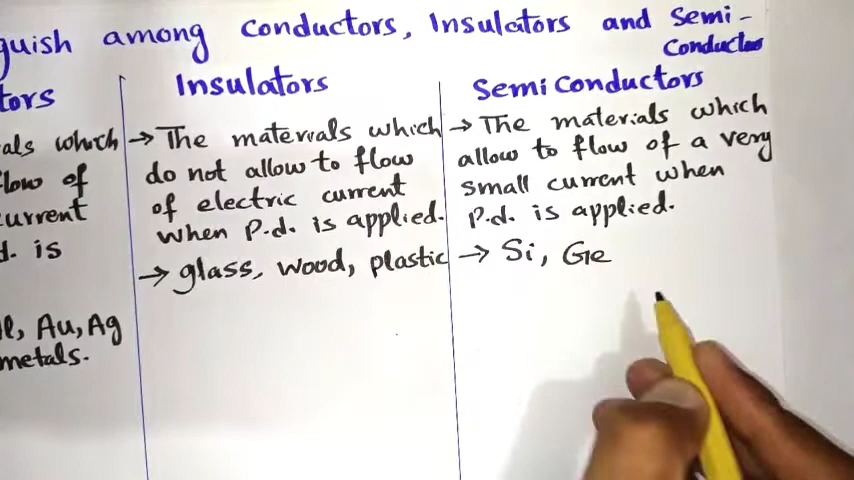 guish among conductors, Insulators and Semi-
Conductos
tors
als which
low of
current
d. is
l, Au, Ag
metals.
Insulators
→ The materials which
do not allow to flow
of electric current
when P.d. is applied.
→ glass, wood, plastic
Semi Conductors
→ The materials which
allow to flow of a very
small current when
P.d. is applied.
→ Si, Ge